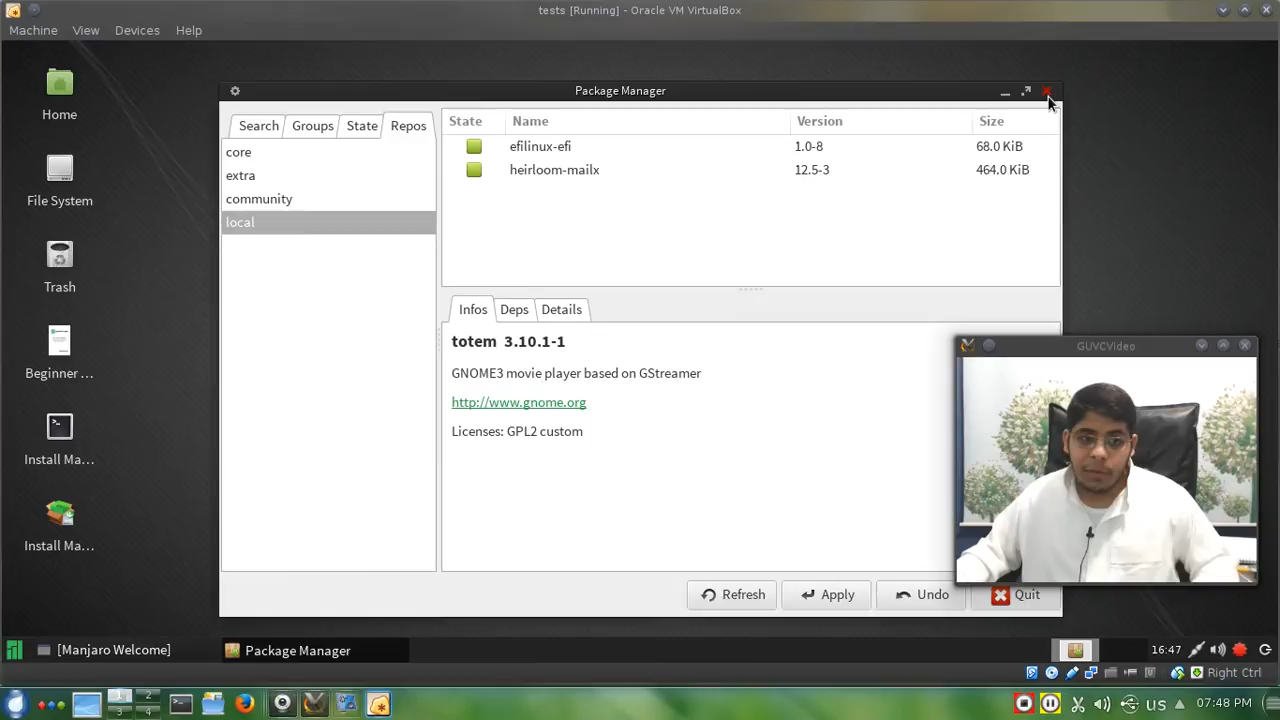 tests [Running] - Oracle VM VirtualBox
Machine View Devices Help
Home
File System
Trash
Beginner ...
Install Ma...
Install Ma...
Package Manager
Search Groups State Repos
core
extra
community
local
State Name Version Size
efilinux-efi 1.0-8 68.0 KiB
heirloom-mailx 12.5-3 464.0 KiB
Infos Deps Details
totem 3.10.1-1
GNOME3 movie player based on GStreamer
http://www.gnome.org
Licenses: GPL2 custom
GUVCVideo
Refresh Apply Undo Quit
[Manjaro Welcome] Package Manager 16:47
Right Ctrl
1 2
3 4
us 07:48 PM